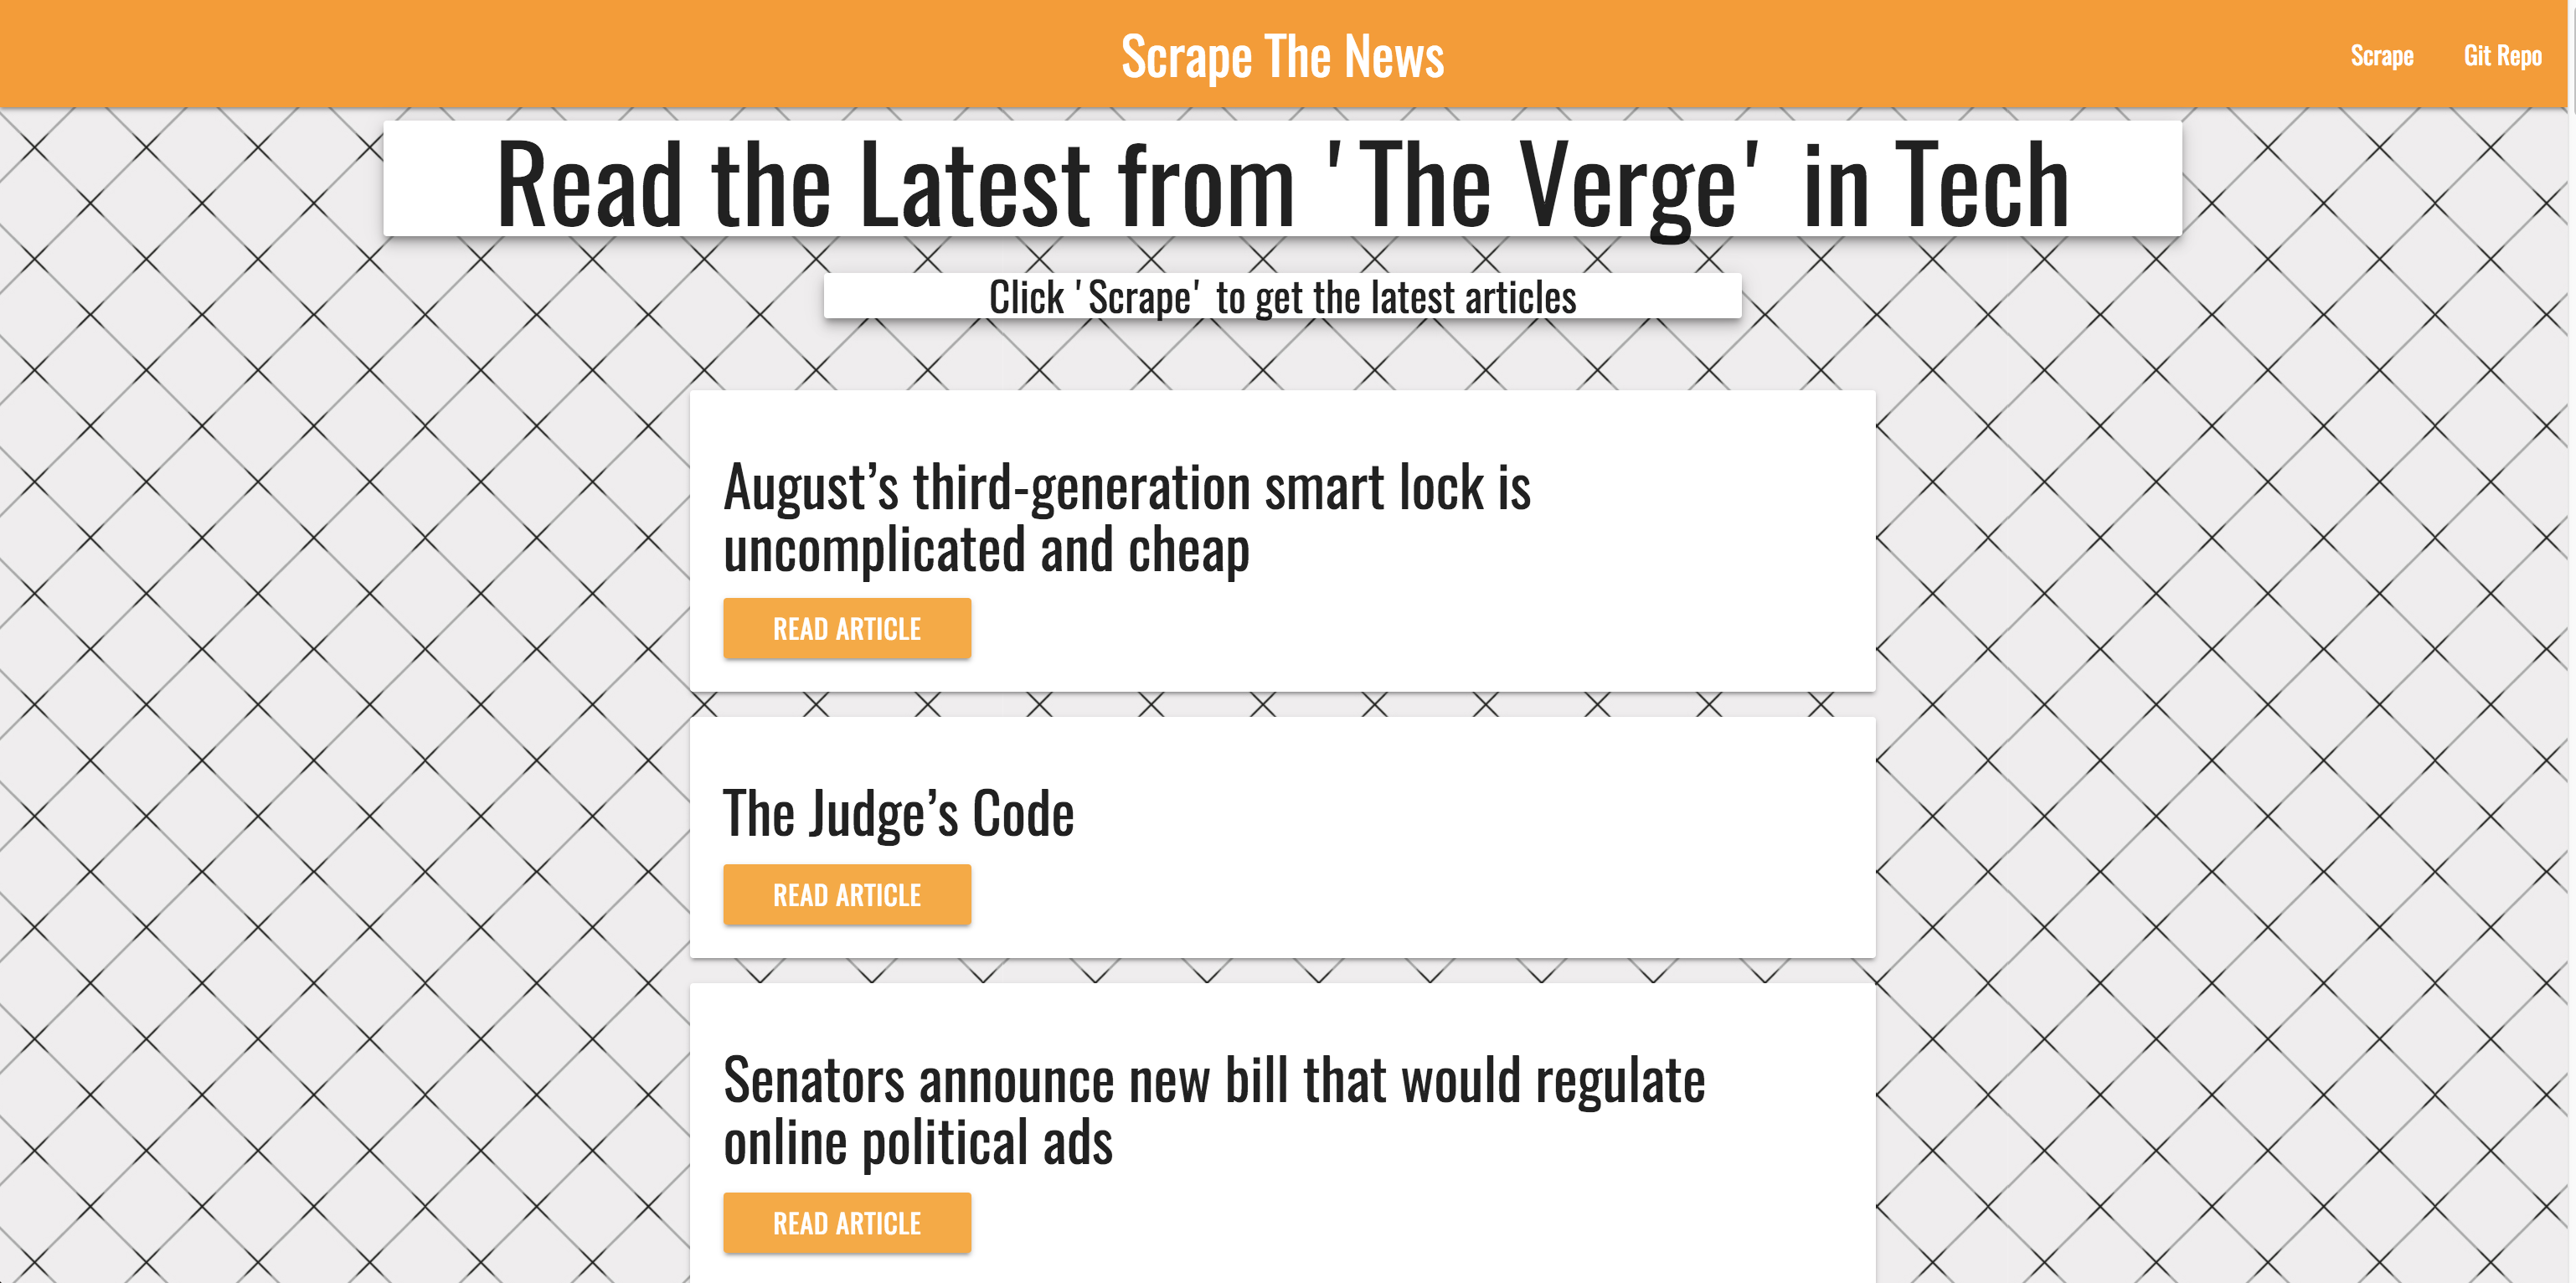 Scrape The News
Scrape
Git Repo
Read the Latest from 'The Verge' in Tech
Click 'Scrape' to get the latest articles
August’s third-generation smart lock is
uncomplicated and cheap
READ ARTICLE
The Judge’s Code
READ ARTICLE
Senators announce new bill that would regulate
online political ads
READ ARTICLE